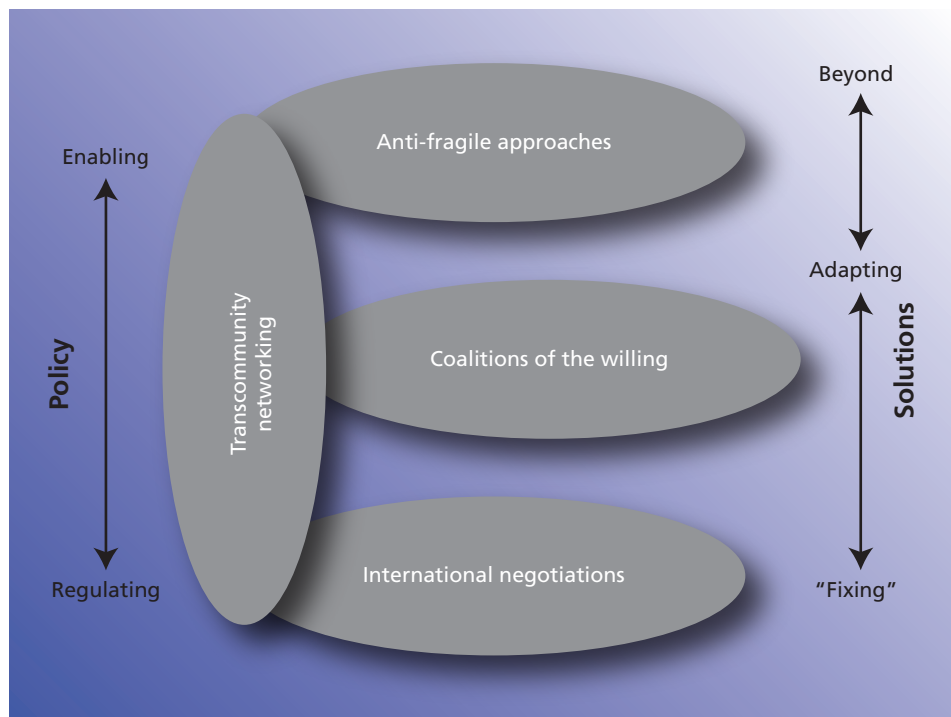 Beyond
Anti-fragile approaches
Enabling
Adapting
Policy
Transcommunity
networking
Coalitions of the willing
Solutions
International negotiations
Regulating
“Fixing”